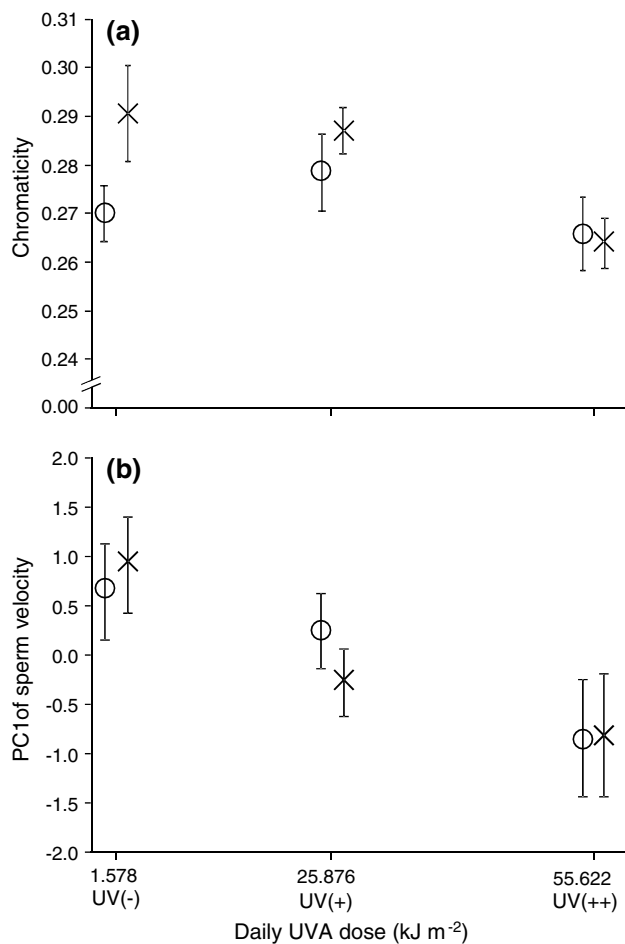 (a)
0.31
0.30
0.29
0.28
0.27
0.26
0.25
0.24
0.00
Chromaticity
(b)
2.0
1.5
1.0
0.5
0.0
-0.5
-1.0
-1.5
-2.0
PC1of sperm velocity
1.578 25.876 55.622
UV(-) UV(+) UV(++)
Daily UVA dose (kJ m⁻²)